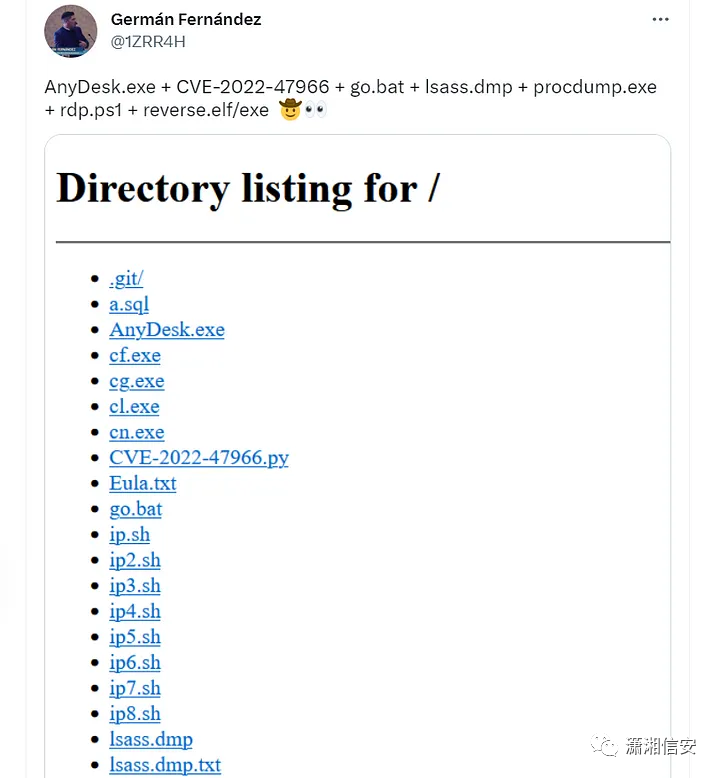 Germán Fernández
@1ZRR4H
AnyDesk.exe + CVE-2022-47966 + go.bat + lsass.dmp + procdump.exe
+ rdp.ps1 + reverse.elf/exe 🤠👀
Directory listing for /
.git/
a.sql
AnyDesk.exe
cf.exe
cg.exe
cl.exe
cn.exe
CVE-2022-47966.py
Eula.txt
go.bat
ip.sh
ip2.sh
ip3.sh
ip4.sh
ip5.sh
ip6.sh
ip7.sh
ip8.sh
lsass.dmp
lsass.dmp.txt
潇湘信安